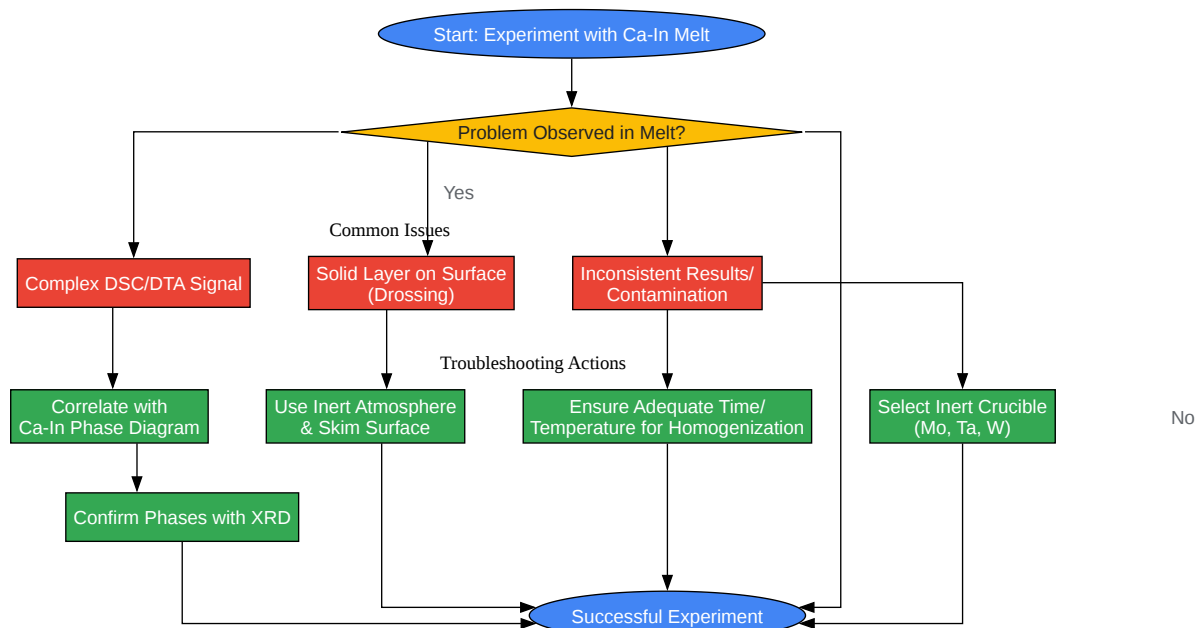 Start: Experiment with Ca-In Melt
Problem Observed in Melt?
Yes
Common Issues
Complex DSC/DTA Signal
Solid Layer on Surface
(Drossing)
Inconsistent Results/
Contamination
Troubleshooting Actions
Correlate with
Ca-In Phase Diagram
Use Inert Atmosphere
& Skim Surface
Ensure Adequate Time/
Temperature for Homogenization
Select Inert Crucible
(Mo, Ta, W)
No
Confirm Phases with XRD
Successful Experiment